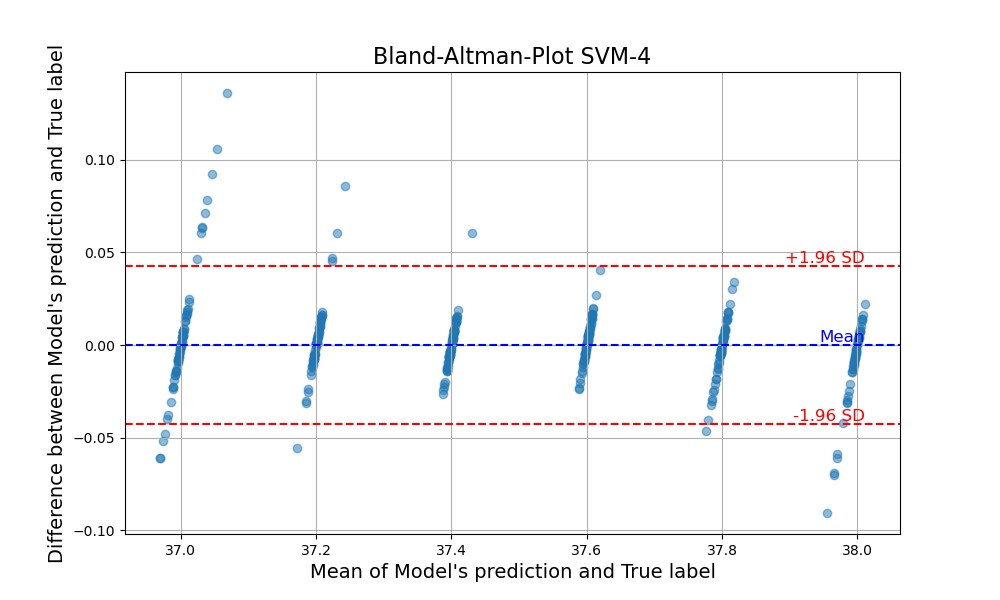 Bland-Altman-Plot SVM-4
Difference between Model's prediction and True label
0.10
0.05
0.00
−0.05
−0.10
+1.96 SD
Mean
-1.96 SD
37.0 37.2 37.4 37.6 37.8 38.0
Mean of Model's prediction and True label